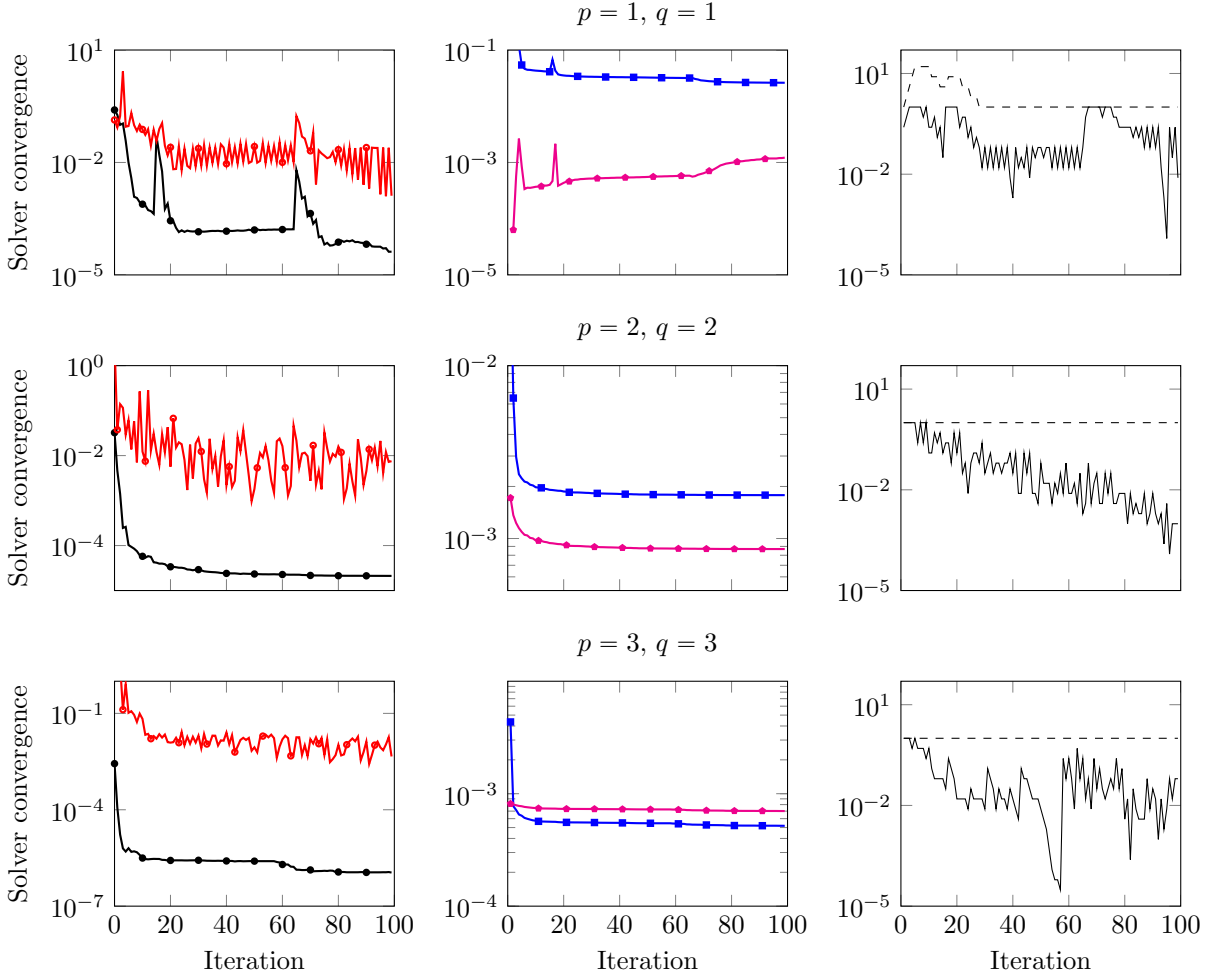 p = 1, q = 1
10^1
10^-2
10^-5
Solver convergence
10^-1
10^-3
10^-5
10^1
10^-2
10^-5
p = 2, q = 2
10^0
10^-2
10^-4
Solver convergence
10^-2
10^-3
10^1
10^-2
10^-5
p = 3, q = 3
10^-1
10^-4
10^-7
Solver convergence
0 20 40 60 80 100
Iteration
10^-3
10^-4
0 20 40 60 80 100
Iteration
10^1
10^-2
10^-5
0 20 40 60 80 100
Iteration